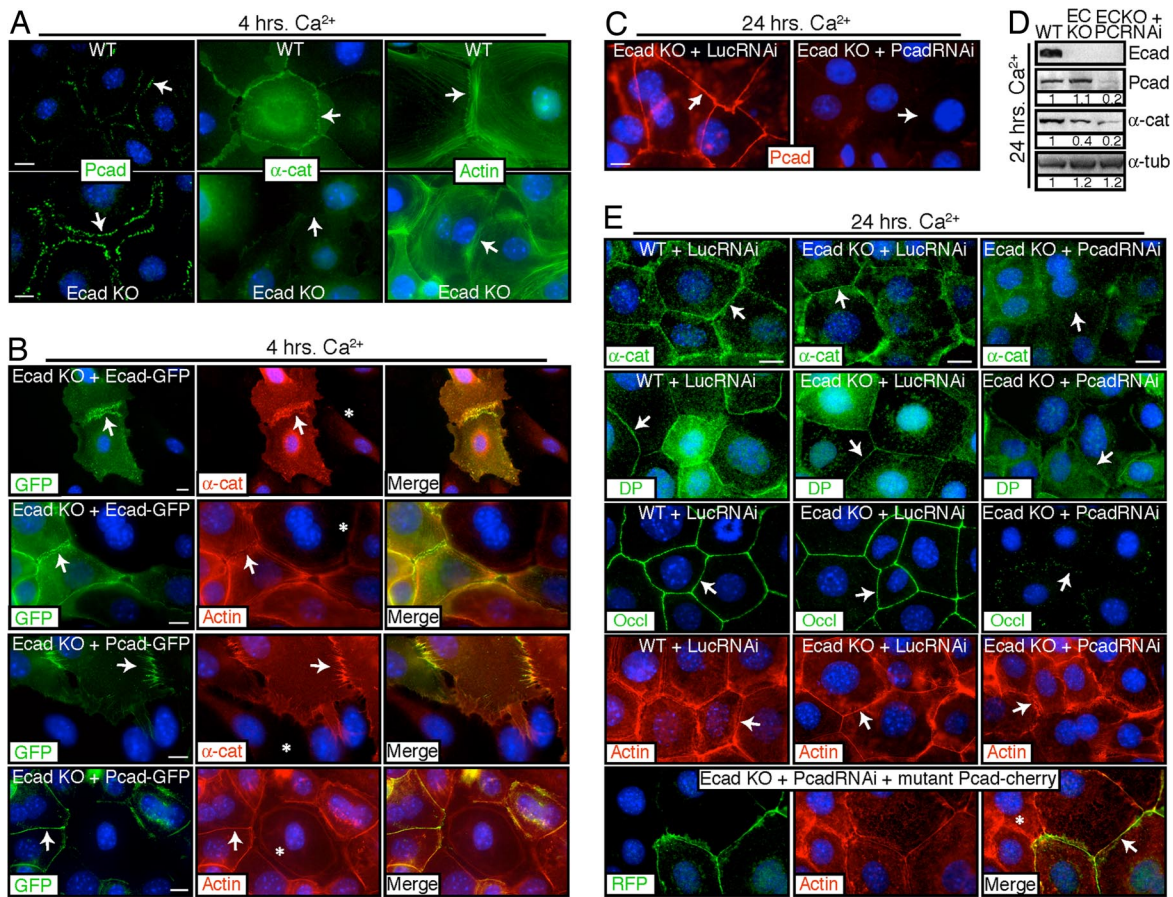 A
4 hrs. Ca²⁺
WT
WT
WT
Pcad
α-cat
Actin
Ecad KO
Ecad KO
Ecad KO
B
4 hrs. Ca²⁺
Ecad KO + Ecad-GFP
*
GFP
α-cat
Merge
Ecad KO + Ecad-GFP
*
GFP
Actin
Merge
Ecad KO + Pcad-GFP
*
GFP
α-cat
Merge
Ecad KO + Pcad-GFP
*
GFP
Actin
Merge
C
24 hrs. Ca²⁺
Ecad KO + LucRNAi
Ecad KO + PcadRNAi
Pcad
D
24 hrs. Ca²⁺
EC ECKO +
WT KO PCRNAi
Ecad
Pcad
1 1.1 0.2
α-cat
1 0.4 0.2
α-tub
1 1.2 1.2
E
24 hrs. Ca²⁺
WT + LucRNAi
Ecad KO + LucRNAi
Ecad KO + PcadRNAi
α-cat
α-cat
α-cat
WT + LucRNAi
Ecad KO + LucRNAi
Ecad KO + PcadRNAi
DP
DP
DP
WT + LucRNAi
Ecad KO + LucRNAi
Ecad KO + PcadRNAi
Occl
Occl
Occl
WT + LucRNAi
Ecad KO + LucRNAi
Ecad KO + PcadRNAi
Actin
Actin
Actin
Ecad KO + PcadRNAi + mutant Pcad-cherry
*
RFP
Actin
Merge